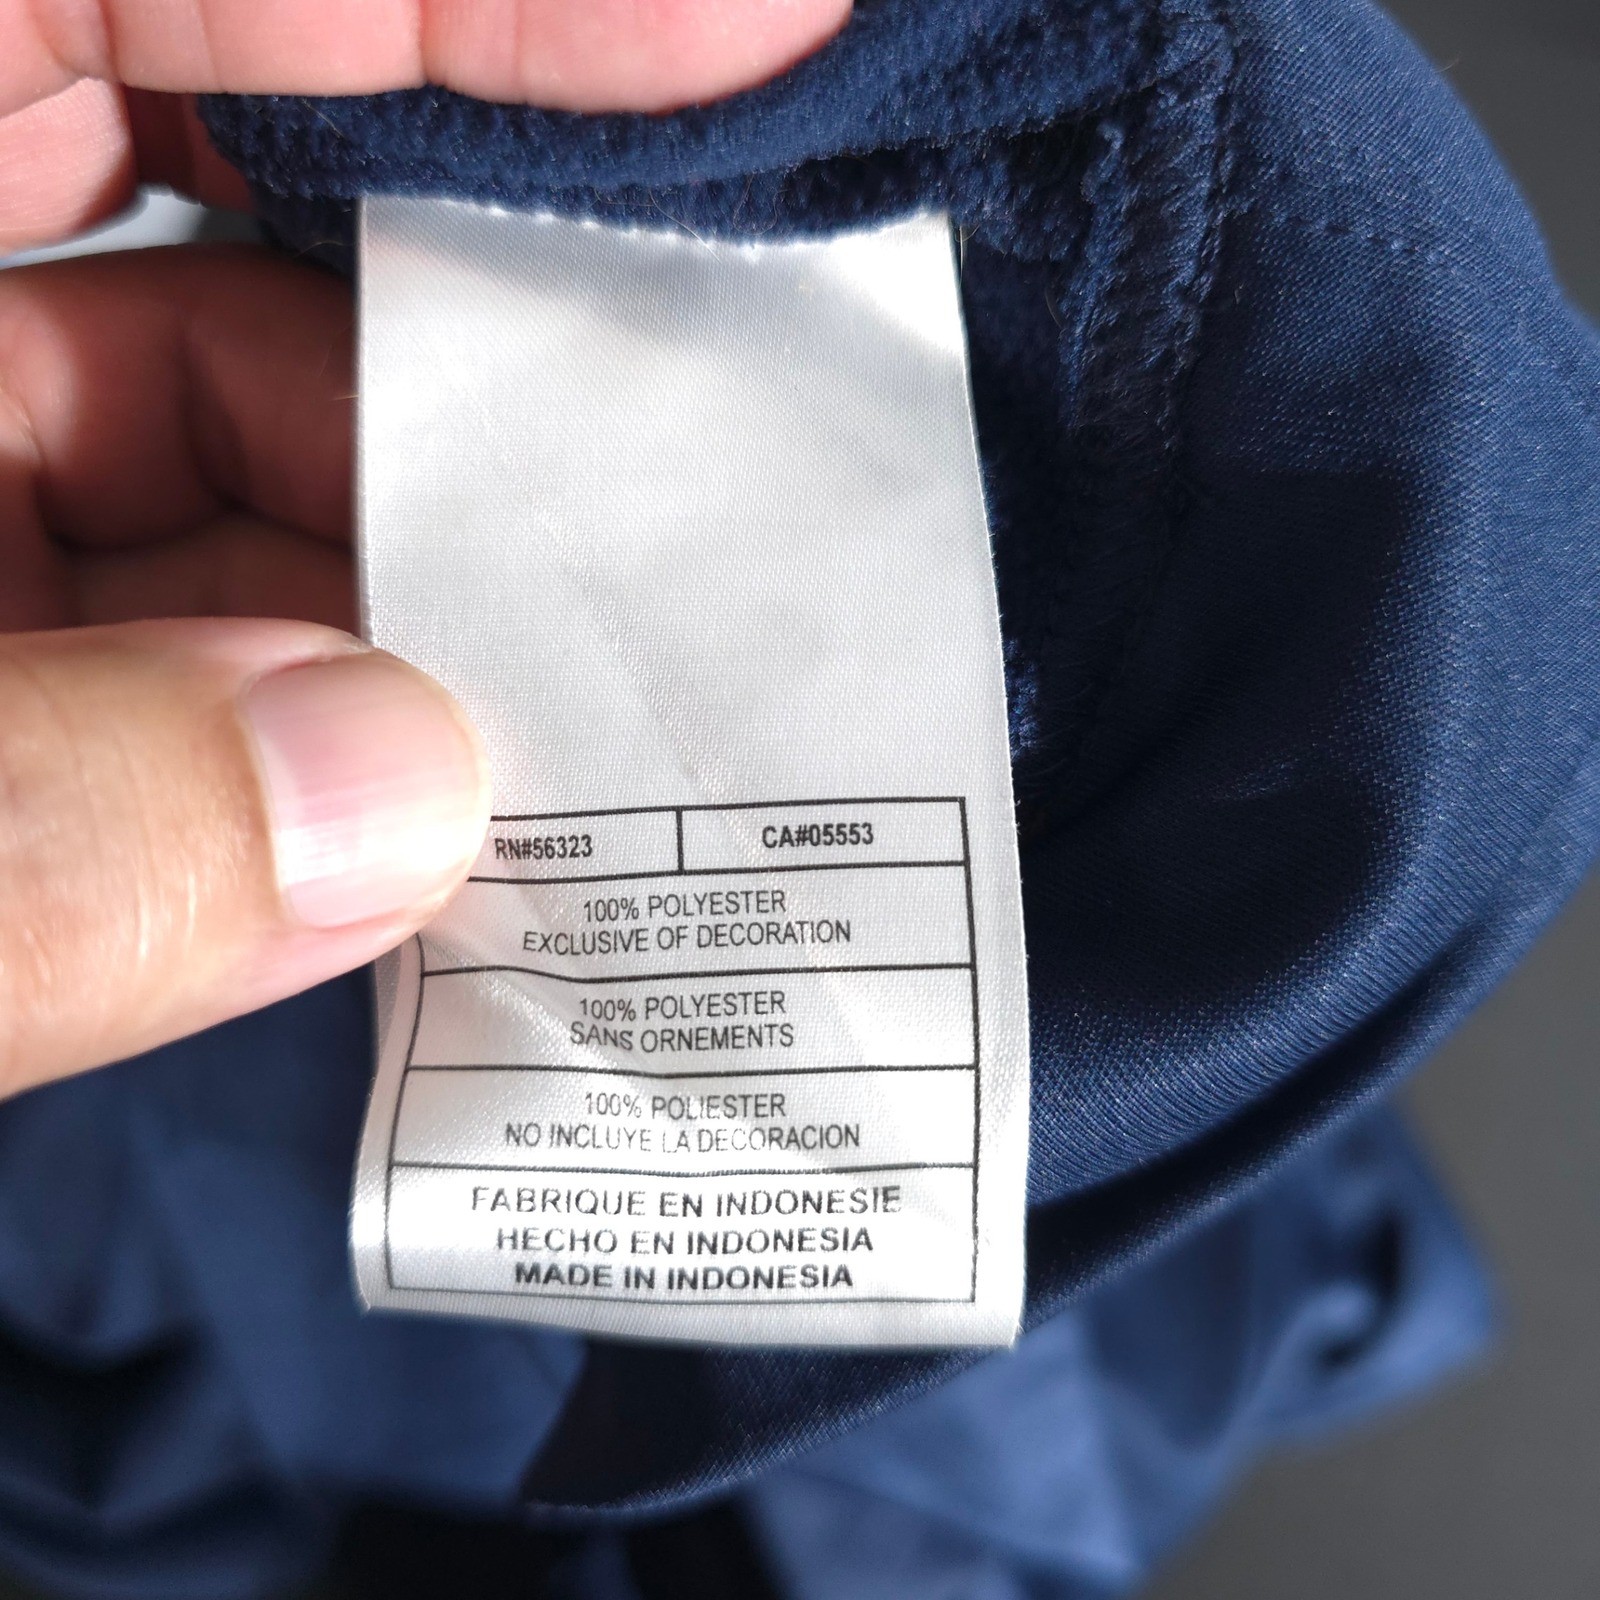 RN#56323 CA#05553
100% POLYESTER
EXCLUSIVE OF DECORATION
100% POLYESTER
SANS ORNEMENTS
100% POLIESTER
NO INCLUYE LA DECORACION
FABRIQUE EN INDONESIE
HECHO EN INDONESIA
MADE IN INDONESIA